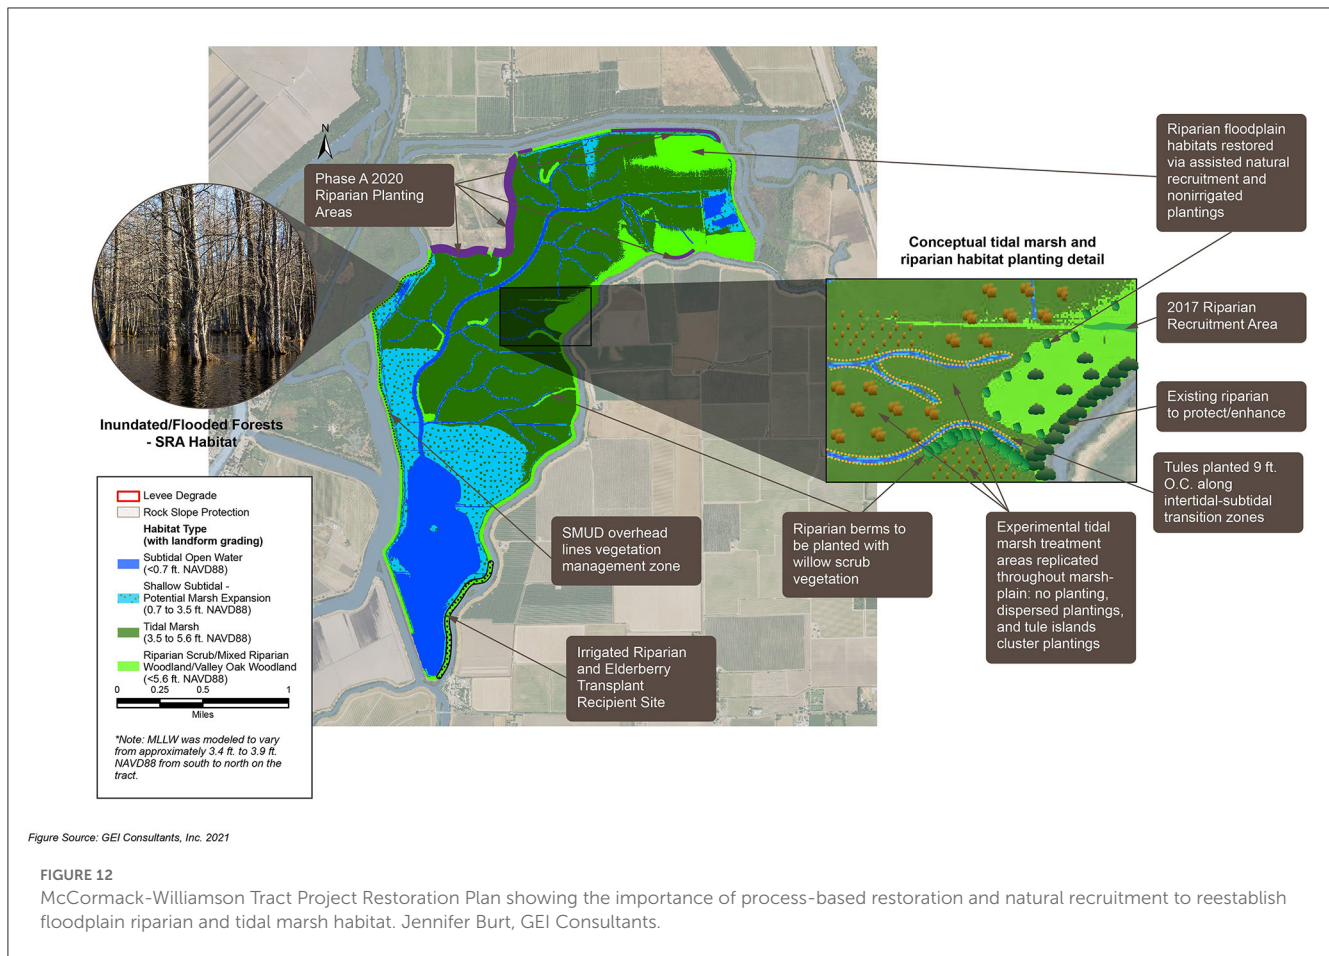 N
Phase A 2020
Riparian Planting
Areas
Riparian floodplain
habitats restored
via assisted natural
recruitment and
nonirrigated
plantings
Conceptual tidal marsh and
riparian habitat planting detail
2017 Riparian
Recruitment Area
Existing riparian
to protect/enhance
Tules planted 9 ft.
O.C. along
intertidal-subtidal
transition zones
Inundated/Flooded Forests
- SRA Habitat
SMUD overhead
lines vegetation
management zone
Riparian berms to
be planted with
willow scrub
vegetation
Experimental tidal
marsh treatment
areas replicated
throughout marsh-
plain: no planting,
dispersed plantings,
and tule islands
cluster plantings
Irrigated Riparian
and Elderberry
Transplant
Recipient Site
Levee Degrade
Rock Slope Protection
Habitat Type
(with landform grading)
Subtidal Open Water
(<0.7 ft. NAVD88)
Shallow Subtidal -
Potential Marsh Expansion
(0.7 to 3.5 ft. NAVD88)
Tidal Marsh
(3.5 to 5.6 ft. NAVD88)
Riparian Scrub/Mixed Riparian
Woodland/Valley Oak Woodland
(<5.6 ft. NAVD88)
0 0.25 0.5 1
Miles
*Note: MLLW was modeled to vary
from approximately 3.4 ft. to 3.9 ft.
NAVD88 from south to north on the
tract.
Figure Source: GEI Consultants, Inc. 2021
FIGURE 12
McCormack-Williamson Tract Project Restoration Plan showing the importance of process-based restoration and natural recruitment to reestablish
floodplain riparian and tidal marsh habitat. Jennifer Burt, GEI Consultants.